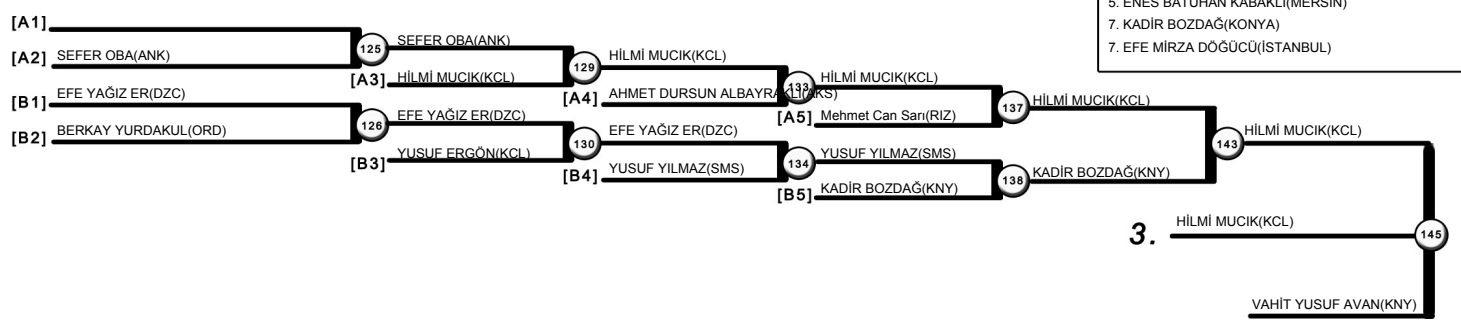 5. ENES BATUHAN KABAKLI(MERSİN)
7. KADİR BOZDAĞ(KONYA)
7. EFE MİRZA DÖĞÜCÜ(İSTANBUL)
[A1]
[A2] SEFER OBA(ANK)
125
SEFER OBA(ANK)
[A3] HİLMİ MUCIK(KCL)
129
HİLMİ MUCIK(KCL)
[A4] AHMET DURSUN ALBAYRAKLI(AKS)
133
HİLMİ MUCIK(KCL)
[A5] Mehmet Can Sarı(RIZ)
137
HİLMİ MUCIK(KCL)
[B1] EFE YAĞIZ ER(DZC)
[B2] BERKAY YURDAKUL(ORD)
126
EFE YAĞIZ ER(DZC)
[B3] YUSUF ERGÖN(KCL)
130
EFE YAĞIZ ER(DZC)
[B4] YUSUF YILMAZ(SMS)
134
YUSUF YILMAZ(SMS)
[B5] KADİR BOZDAĞ(KNY)
138
KADİR BOZDAĞ(KNY)
143
HİLMİ MUCIK(KCL)
3. HİLMİ MUCIK(KCL)
145
VAHİT YUSUF AVAN(KNY)